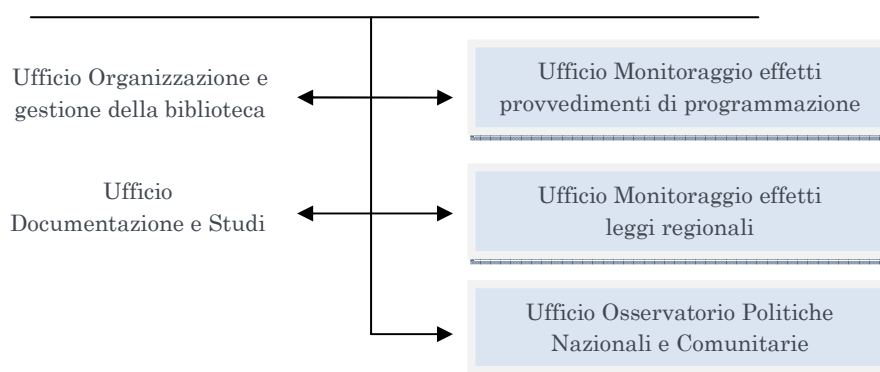 Ufficio Organizzazione e
gestione della biblioteca
Ufficio Monitoraggio effetti
provvedimenti di programmazione
Ufficio
Documentazione e Studi
Ufficio Monitoraggio effetti
leggi regionali
Ufficio Osservatorio Politiche
Nazionali e Comunitarie